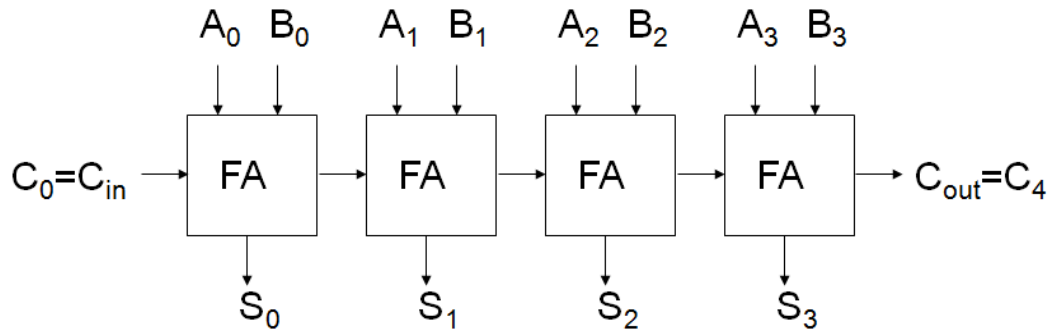 A₀ B₀ A₁ B₁ A₂ B₂ A₃ B₃
C₀=Cᵢₙ FA FA FA FA Cₒᵤₜ=C₄
S₀ S₁ S₂ S₃